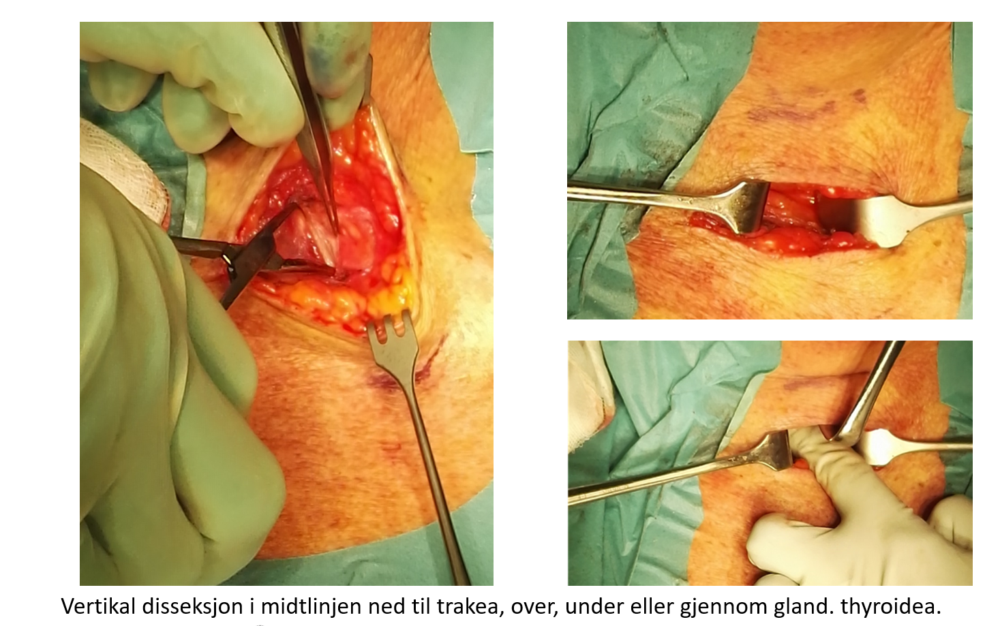 Vertikal disseksjon i midtlinjen ned til trakea, over, under eller gjennom gland. thyroidea.